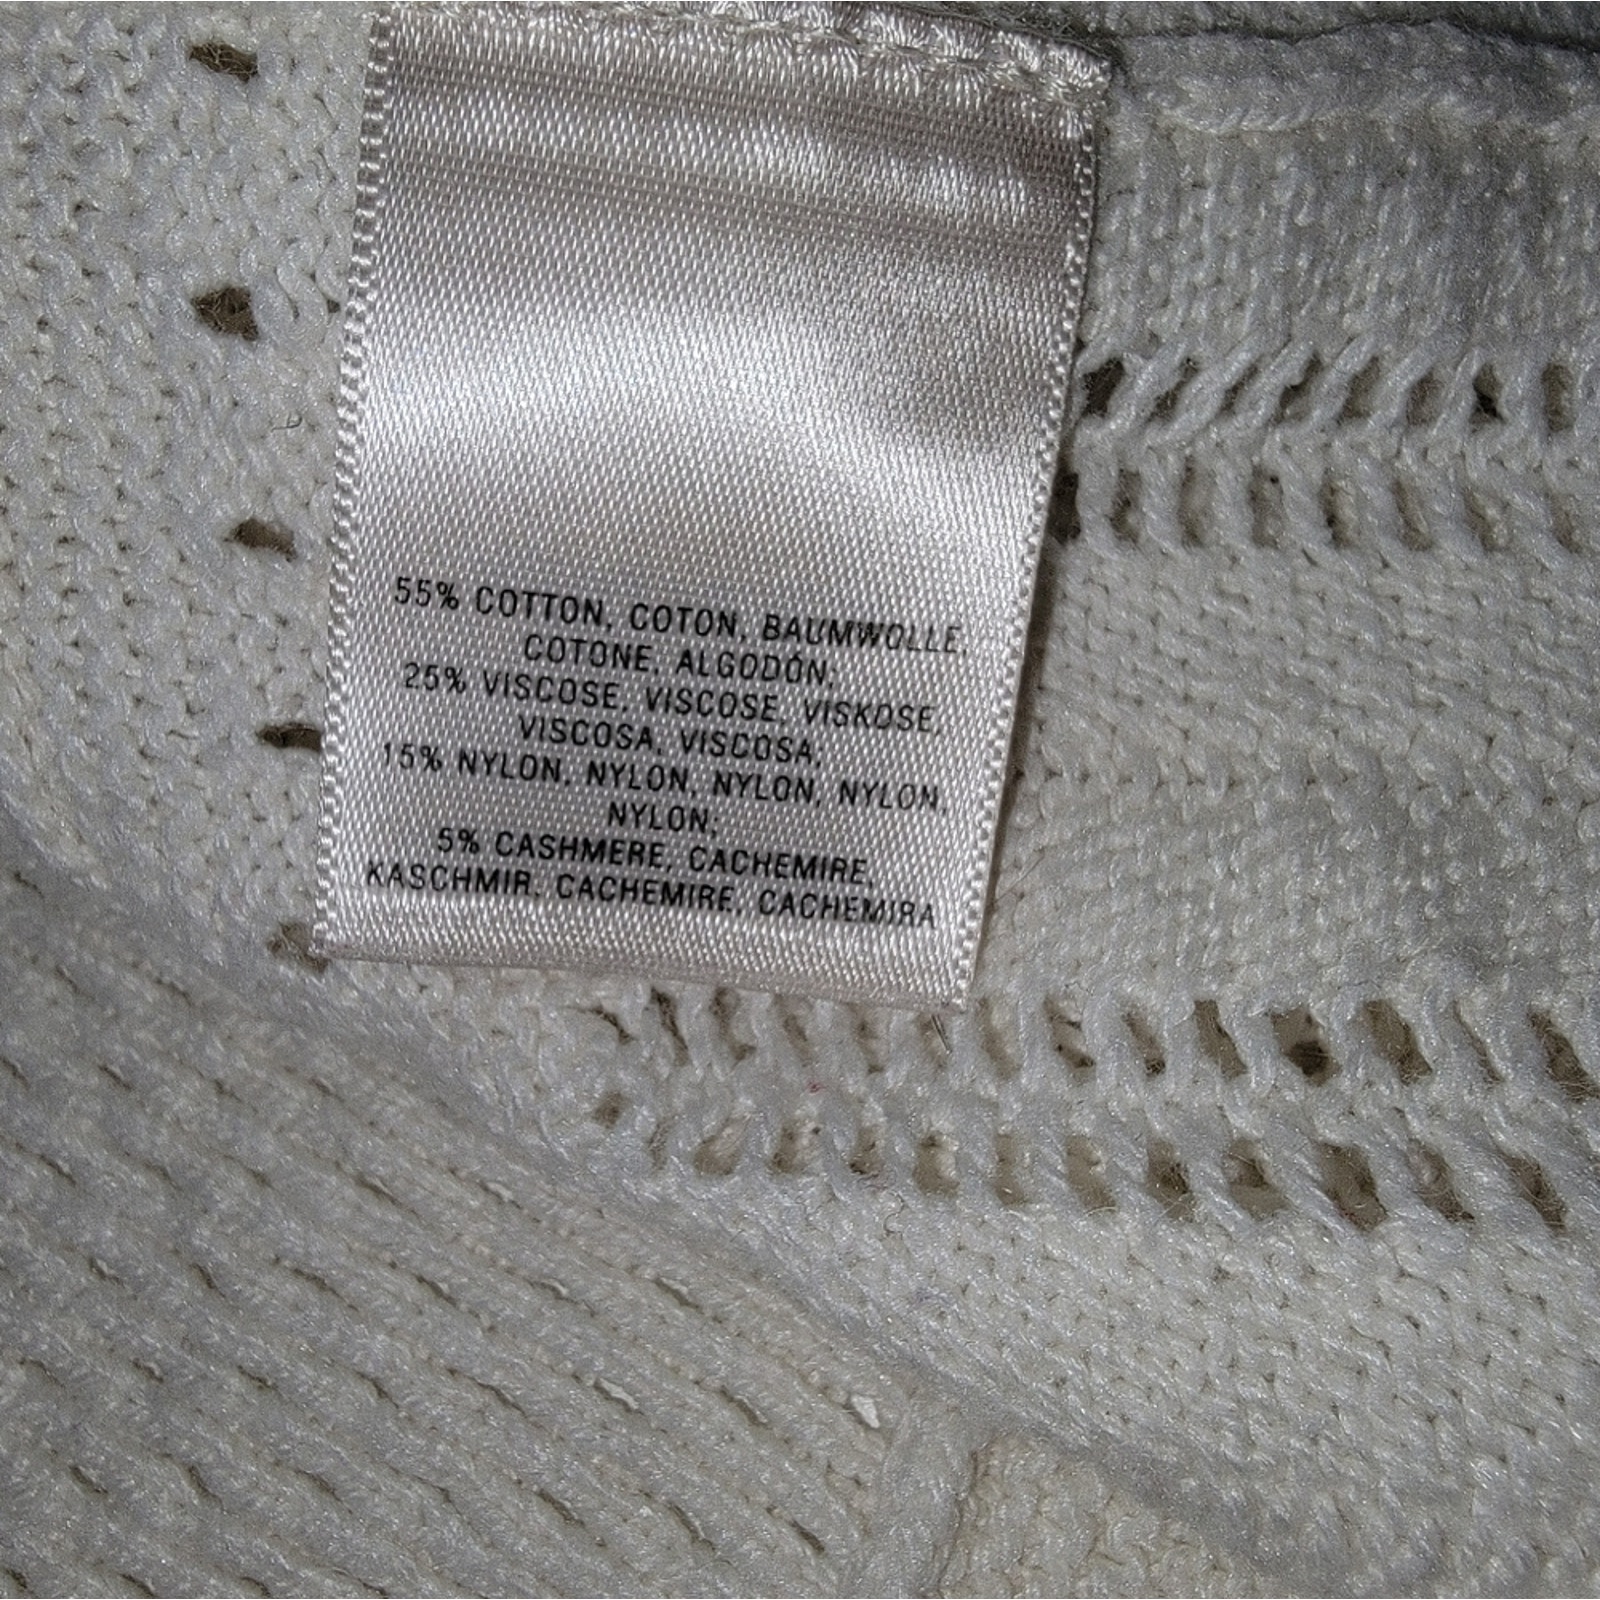 55% COTTON, COTON, BAUMWOLLE,
COTONE, ALGODÓN;
25% VISCOSE, VISCOSE, VISKOSE,
VISCOSA, VISCOSA;
15% NYLON, NYLON, NYLON, NYLON,
NYLON;
5% CASHMERE, CACHEMIRE,
KASCHMIR, CACHEMIRE, CACHEMIRA